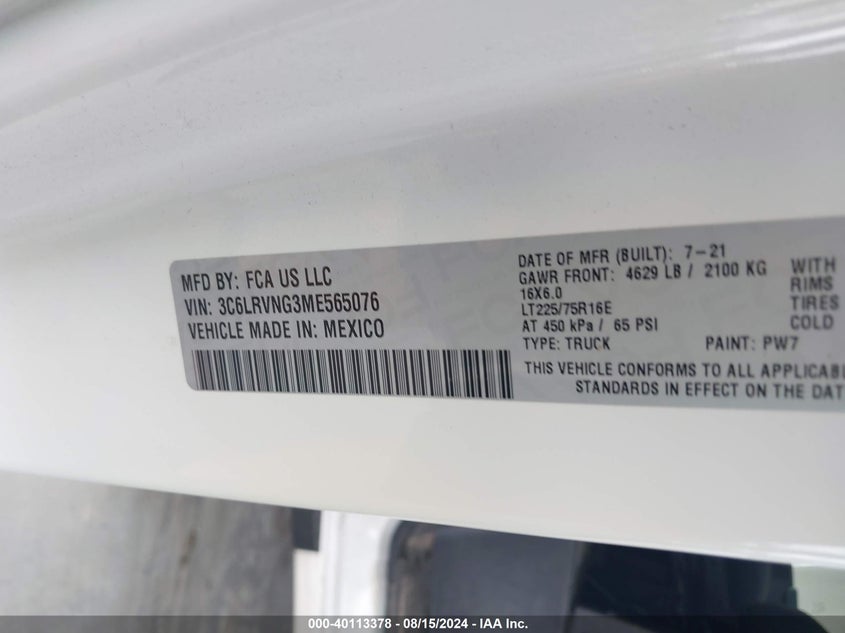 MFD BY: FCA US LLC
VIN: 3C6LRVNG3ME565076
VEHICLE MADE IN: MEXICO
DATE OF MFR (BUILT): 7-21
GAWR FRONT: 4629 LB / 2100 KG WITH
16X6.0 RIMS
LT225/75R16E TIRES
AT 450 kPa / 65 PSI COLD
TYPE: TRUCK PAINT: PW7
THIS VEHICLE CONFORMS TO ALL
STANDARDS IN EFFECT ON THE
000-40113378 - 08/15/2024 - IAA Inc.